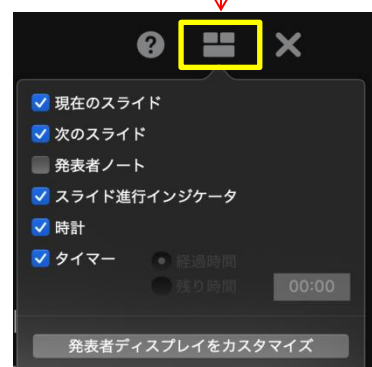 現在のスライド
次のスライド
発表者ノート
スライド進行インジケータ
時計
タイマー
経過時間
残り時間 00:00
発表者ディスプレイをカスタマイズ